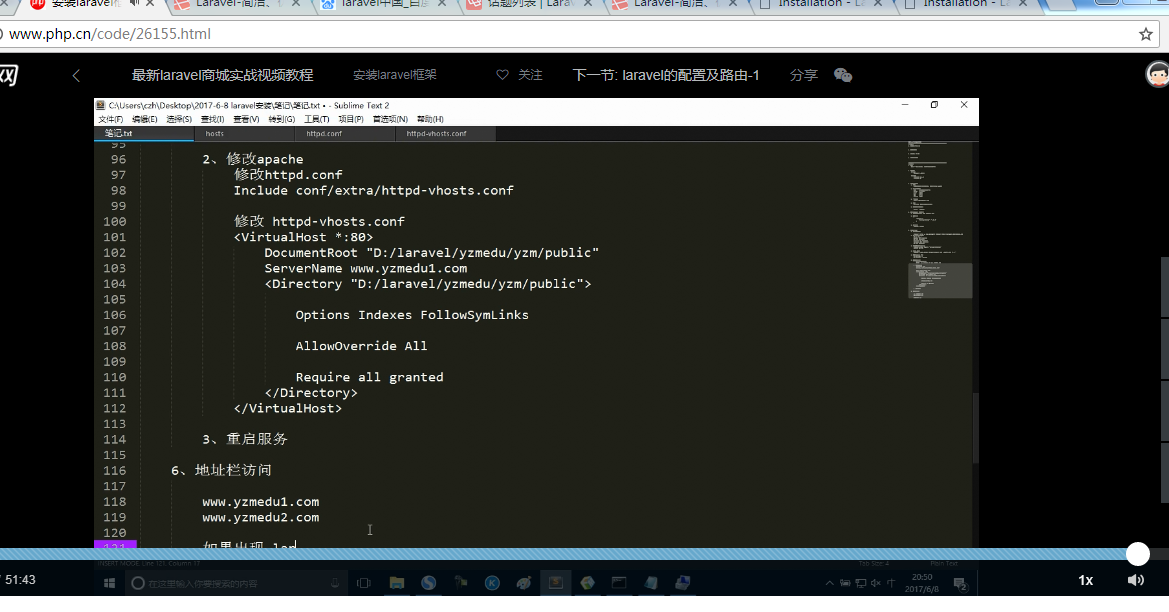 安装laravel
Laravel-简洁、
laravel中国_百度
话题列表 | Lara
Laravel-简洁、
Installation - La
Installation - La
www.php.cn/code/26155.html
最新laravel商城实战视频教程
安装laravel框架
关注
下一节: laravel的配置及路由-1
分享
C:\Users\czh\Desktop\2017-6-8 laravel安装\笔记\笔记.txt • - Sublime Text 2
文件(F) 编辑(E) 选择(S) 查找(I) 查看(V) 转到(G) 工具(T) 项目(P) 首选项(N) 帮助(H)
笔记.txt
hosts
httpd.conf
httpd-vhosts.conf
95
96 2、修改apache
97 修改httpd.conf
98 Include conf/extra/httpd-vhosts.conf
99
100 修改 httpd-vhosts.conf
101 <VirtualHost *:80>
102 DocumentRoot "D:/laravel/yzmedu/yzm/public"
103 ServerName www.yzmedu1.com
104 <Directory "D:/laravel/yzmedu/yzm/public">
105
106 Options Indexes FollowSymLinks
107
108 AllowOverride All
109
110 Require all granted
111 </Directory>
112 </VirtualHost>
113
114 3、重启服务
115
116 6、地址栏访问
117
118 www.yzmedu1.com
119 www.yzmedu2.com
120
121 如果出现 lar
INSERT MODE, Line 121, Column 17
Tab Size: 4
Plain Text
51:43
在这里输入你要搜索的内容
中
20:50
2017/6/8
2
1x